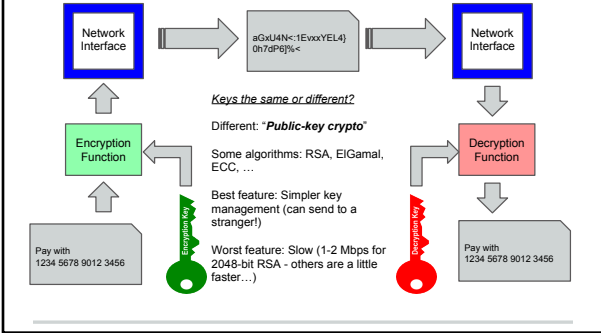 Network
Interface
aGxU4N<:1EvxxYEL4}
0h7dP6]%<
Network
Interface
Keys the same or different?
Different: “Public-key crypto”
Some algorithms: RSA, ElGamal,
ECC, …
Best feature: Simpler key
management (can send to a
stranger!)
Worst feature: Slow (1-2 Mbps for
2048-bit RSA - others are a little
faster…)
Encryption
Function
Decryption
Function
Encryption Key
Decryption Key
Pay with
1234 5678 9012 3456
Pay with
1234 5678 9012 3456